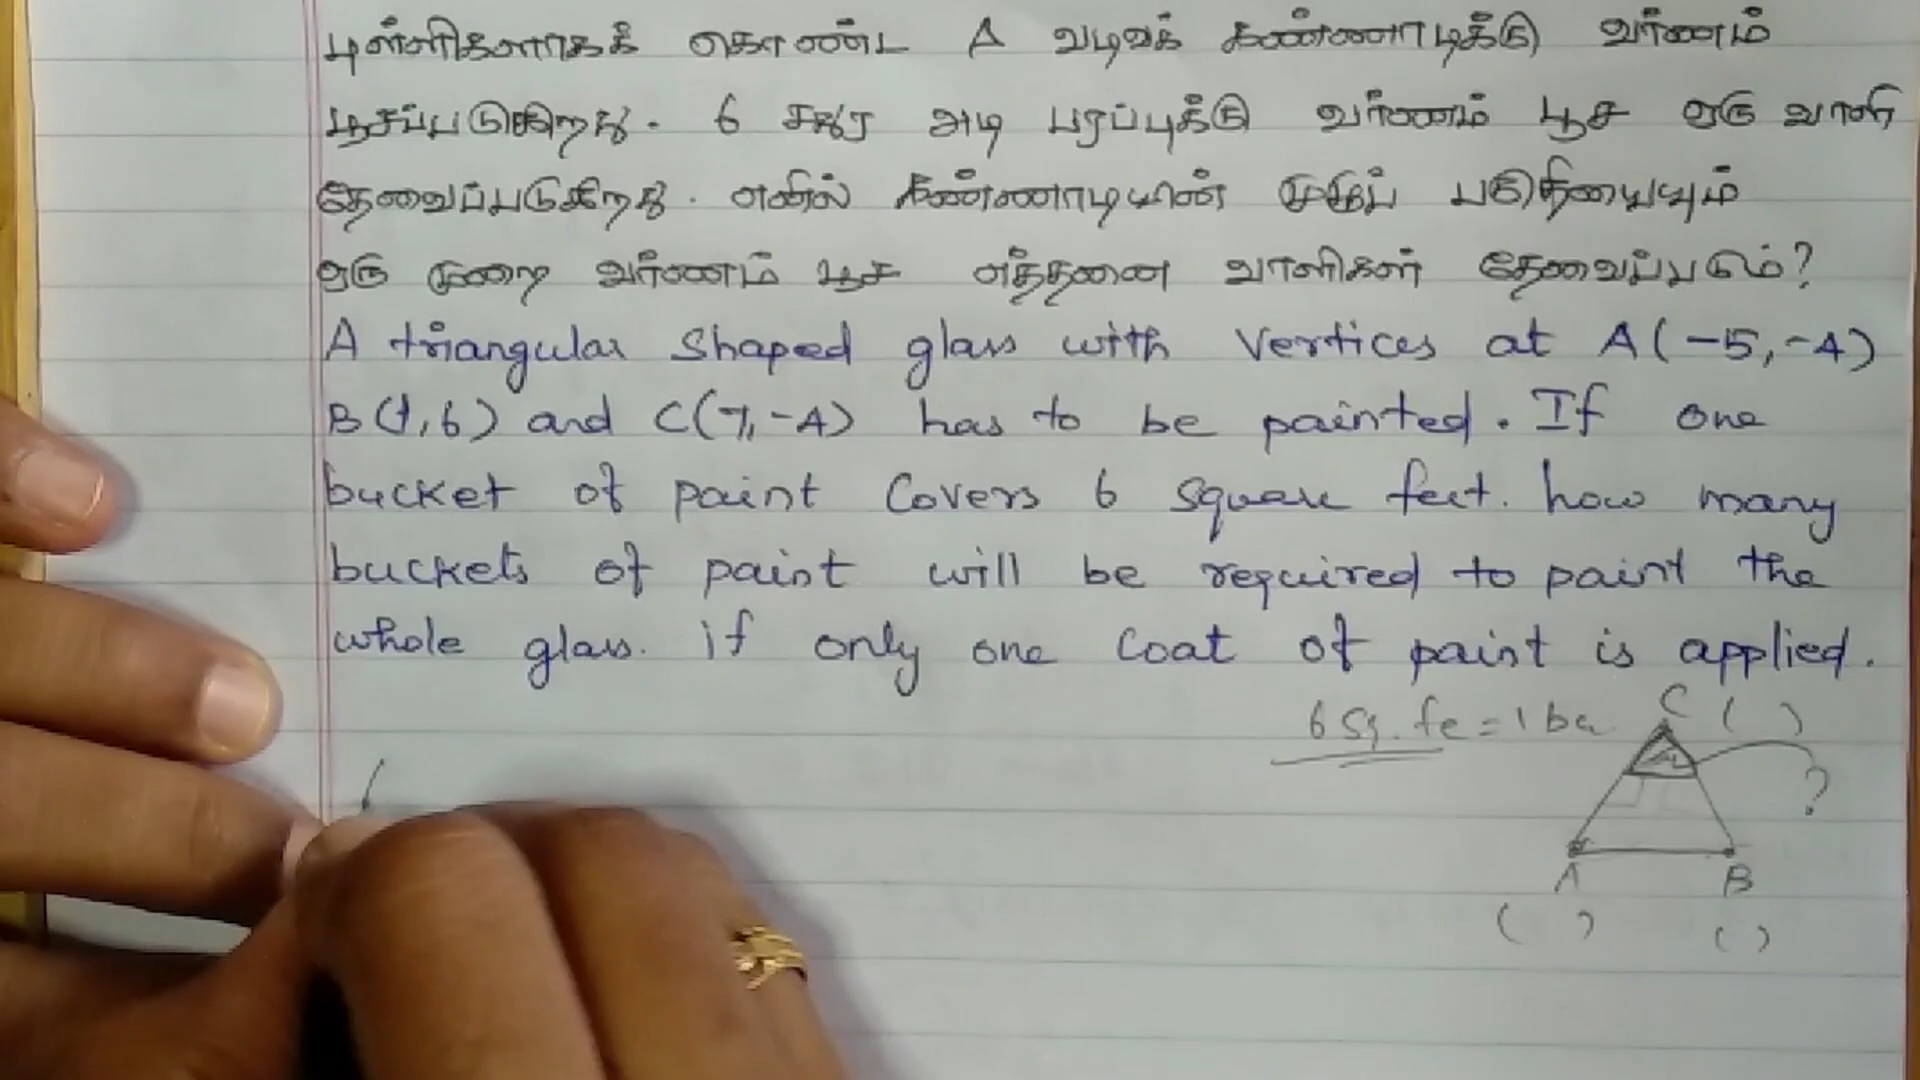 புள்ளிகளாகக் கொண்ட ∆ வடிவக் கண்ணாடிக்கு வர்ணம்
பூசப்படுகிறது. 6 சதுர அடி பரப்புக்கு வர்ணம் பூச ஒரு வாளி
தேவைப்படுகிறது. எனில் கண்ணாடியின் முழுப் பகுதியையும்
ஒரு முறை வர்ணம் பூச எத்தனை வாளிகள் தேவைப்படும்?
A triangular Shaped glass with Vertices at A(-5,-4)
B(1,6) and C(7,-4) has to be painted. If one
bucket of paint Covers 6 Square feet. how many
buckets of paint will be required to paint the
whole glass. if only one Coat of paint is applied.
6 Sq. fe = 1 bu
C ( )
?
A B
( ) ( )